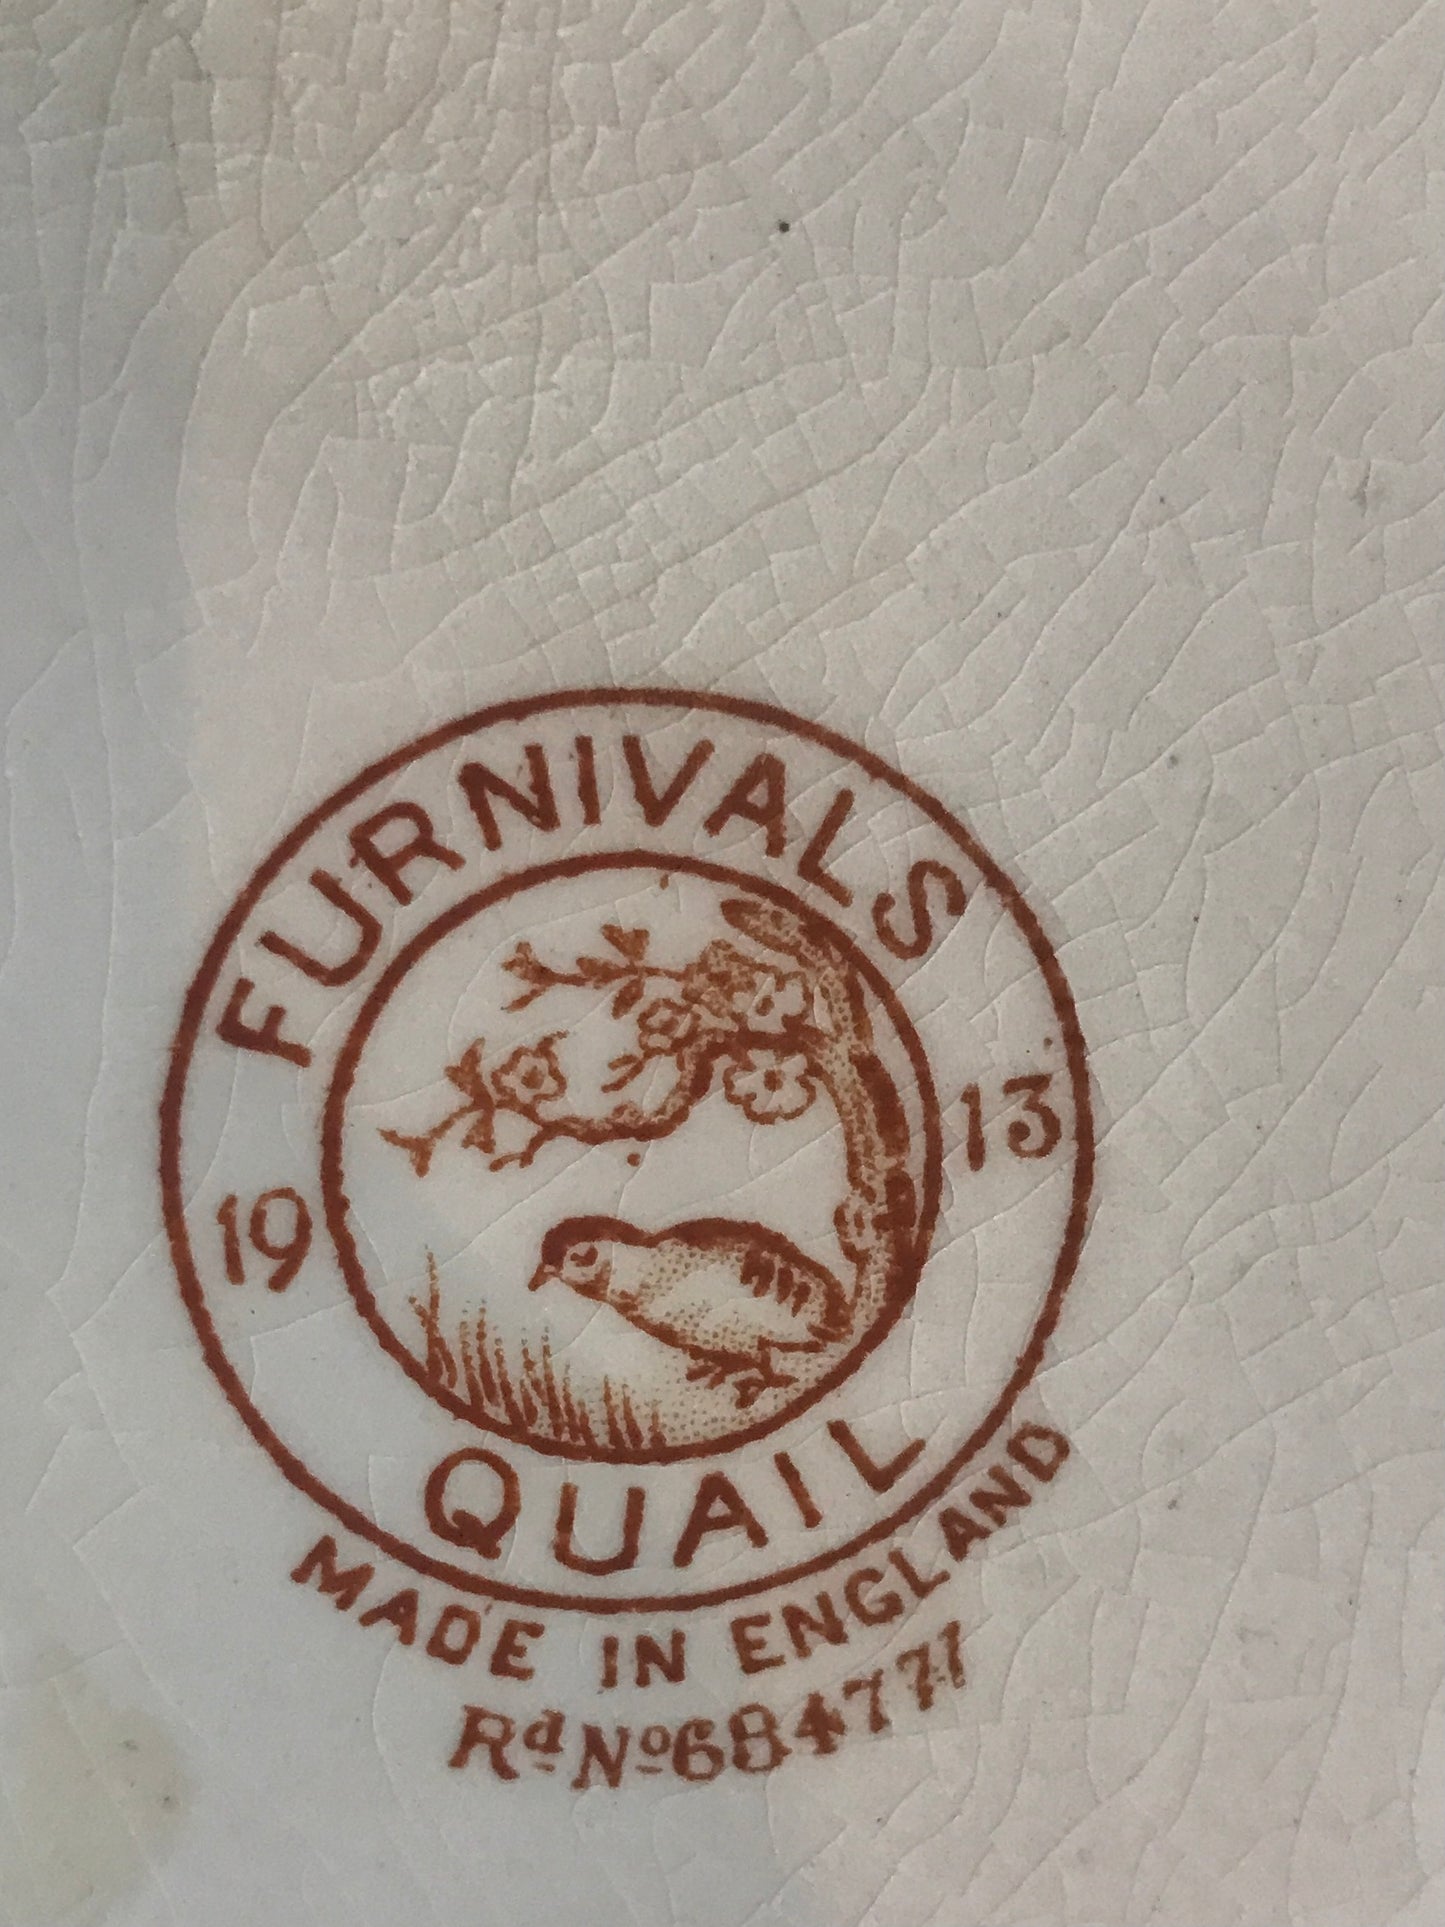 FURNIVALS
19 13
QUAIL
MADE IN ENGLAND
Rd No 684771